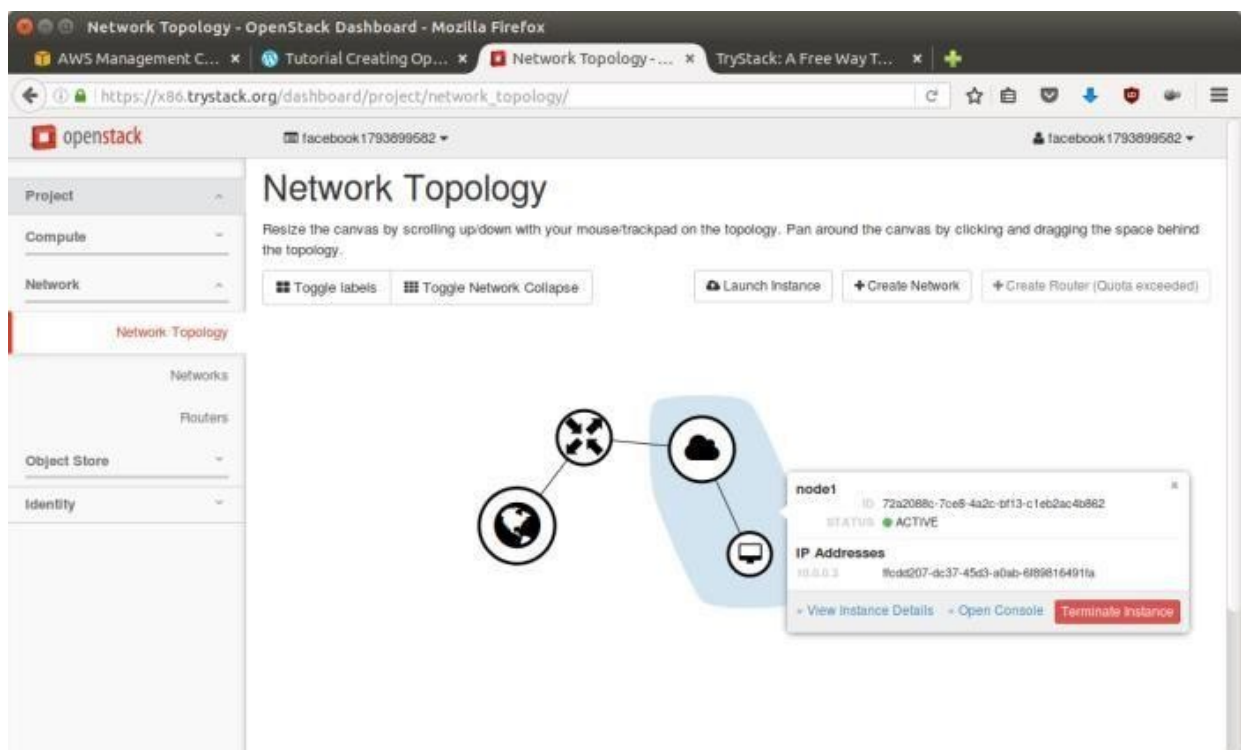 Network Topology - OpenStack Dashboard - Mozilla Firefox
AWS Management C... × Tutorial Creating Op... × Network Topology - ... × TryStack: A Free Way T... ×
https://x86.trystack.org/dashboard/project/network_topology/
openstack facebook1793899582 facebook1793899582
Project
Compute
Network
Network Topology
Networks
Routers
Object Store
Identity
Network Topology
Resize the canvas by scrolling up/down with your mouse/trackpad on the topology. Pan around the canvas by clicking and dragging the space behind
the topology.
Toggle labels Toggle Network Collapse Launch Instance +Create Network +Create Router (Quota exceeded)
node1 ×
ID 72a2088c-7ce8-4a2c-bf13-c1eb2ac4b862
STATUS ACTIVE
IP Addresses
10.0.0.3 ffcdd207-dc37-45d3-a0ab-6f89816491fa
» View Instance Details » Open Console Terminate Instance